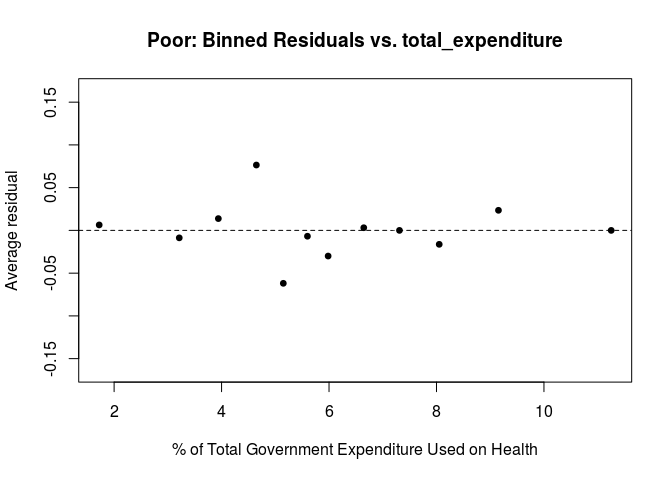 Poor: Binned Residuals vs. total_expenditure
Average residual
0.15
0.05
-0.05
-0.15
2 4 6 8 10
% of Total Government Expenditure Used on Health